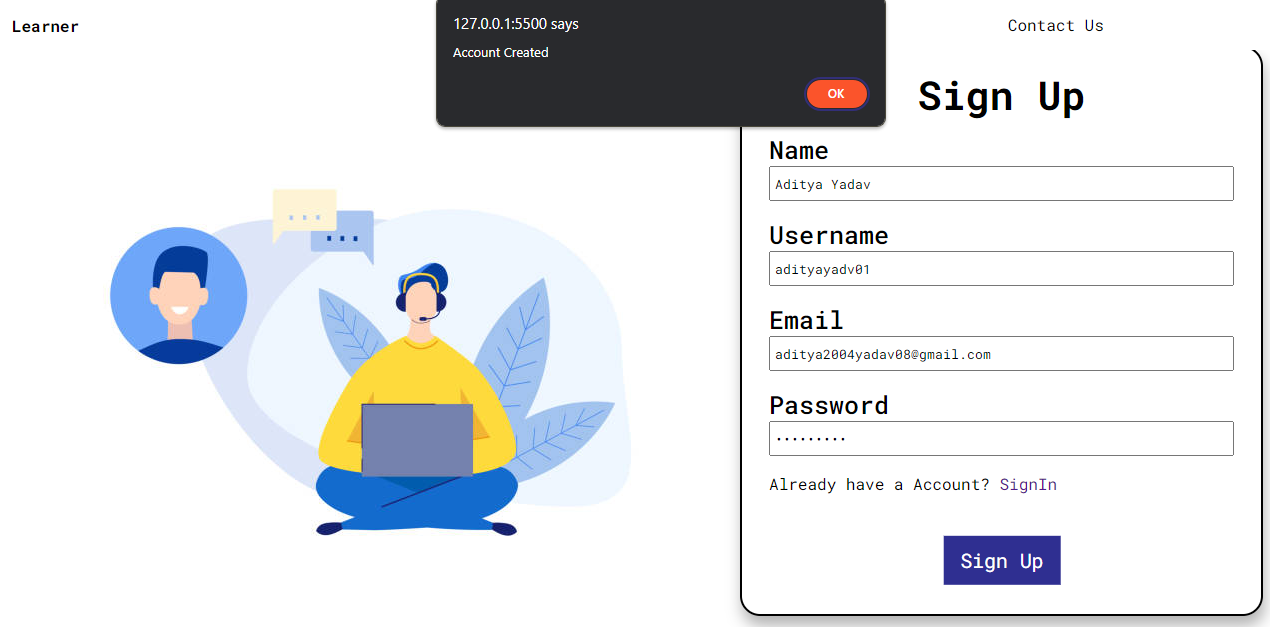 Learner
127.0.0.1:5500 says
Account Created
OK
Contact Us
Sign Up
Name
Aditya Yadav
Username
adityayadv01
Email
aditya2004yadav08@gmail.com
Password
•••••••••
Already have a Account? SignIn
Sign Up